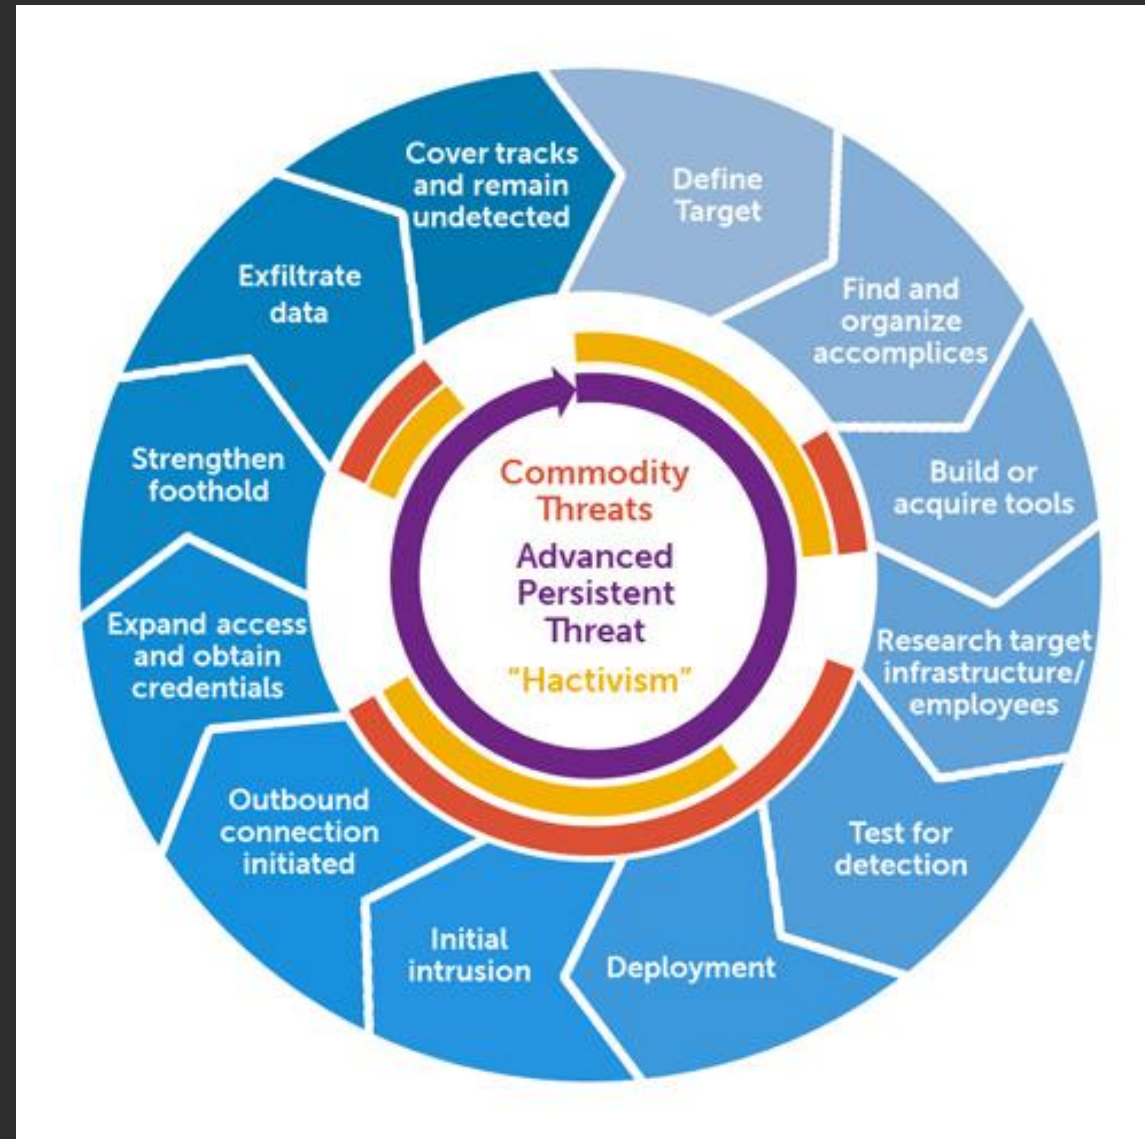 Define
Target
Find and
organize
accomplices
Build or
acquire tools
Research target
infrastructure/
employees
Test for
detection
Deployment
Initial
intrusion
Outbound
connection
initiated
Expand access
and obtain
credentials
Strengthen
foothold
Exfiltrate
data
Cover tracks
and remain
undetected
Commodity
Threats
Advanced
Persistent
Threat
"Hactivism"